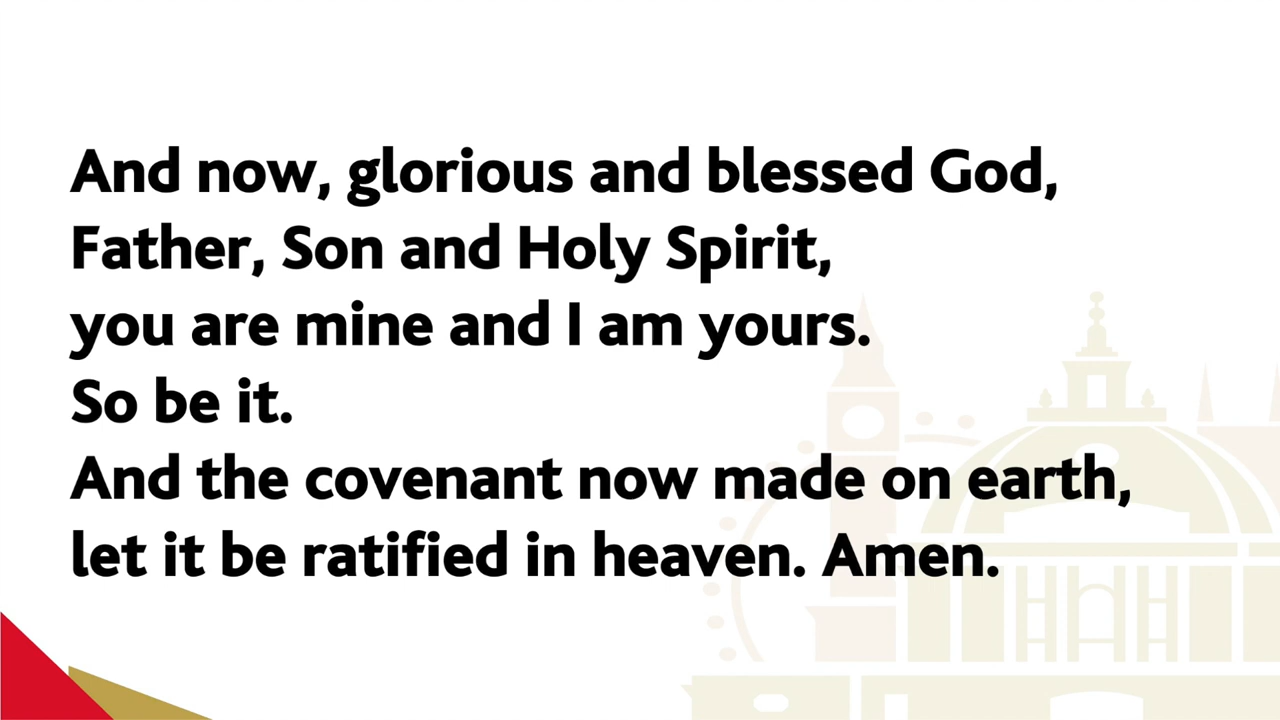 And now, glorious and blessed God,
Father, Son and Holy Spirit,
you are mine and I am yours.
So be it.
And the covenant now made on earth,
let it be ratified in heaven. Amen.